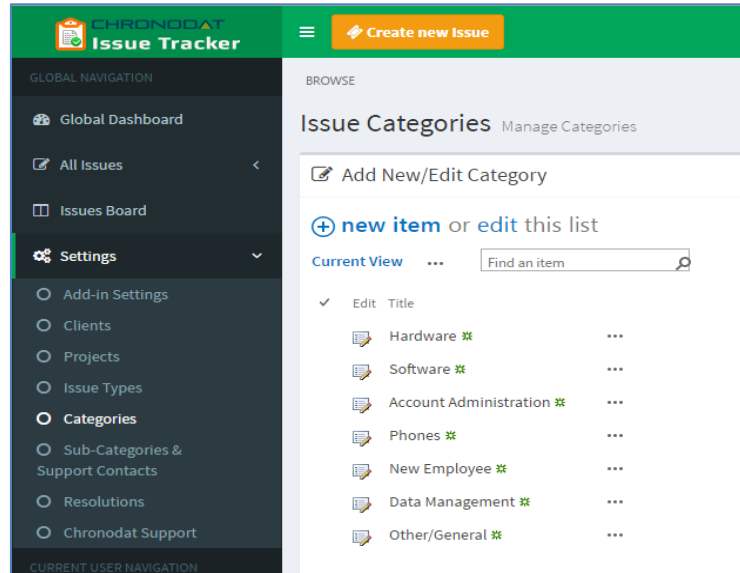 CHRONODAT
Issue Tracker
Create new Issue
GLOBAL NAVIGATION
Global Dashboard
All Issues
Issues Board
Settings
Add-in Settings
Clients
Projects
Issue Types
Categories
Sub-Categories &
Support Contacts
Resolutions
Chronodat Support
CURRENT USER NAVIGATION
BROWSE
Issue Categories Manage Categories
Add New/Edit Category
new item or edit this list
Current View ... Find an item
Edit Title
Hardware ...
Software ...
Account Administration ...
Phones ...
New Employee ...
Data Management ...
Other/General ...